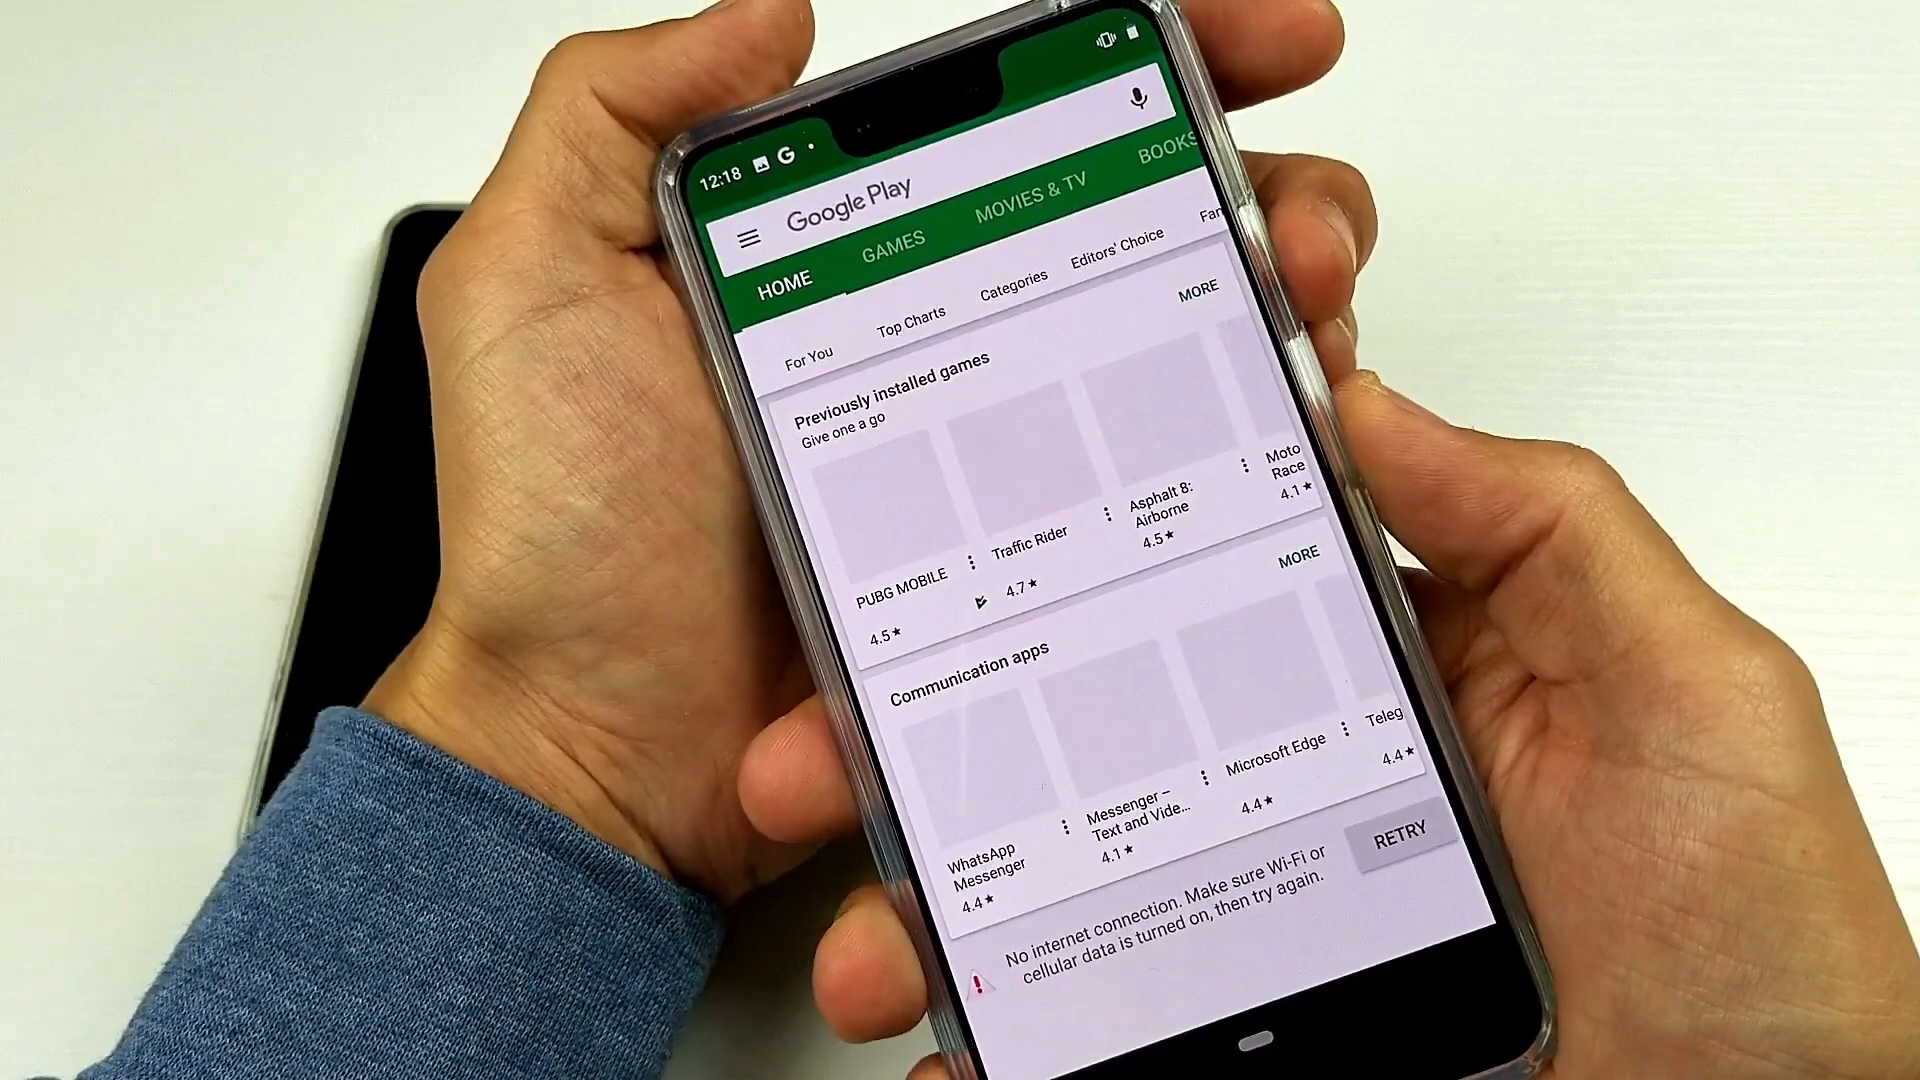 12:18
Google Play
HOME
GAMES
MOVIES & TV
BOOKS
For You
Top Charts
Categories
Editors' Choice
Fam
Previously installed games
Give one a go
MORE
PUBG MOBILE
4.5★
Traffic Rider
4.7★
Asphalt 8:
Airborne
4.5★
Moto
Race
4.1★
Communication apps
MORE
WhatsApp
Messenger
4.4★
Messenger –
Text and Vide...
4.1★
Microsoft Edge
4.4★
Teleg
4.4★
No internet connection. Make sure Wi-Fi or
cellular data is turned on, then try again.
RETRY